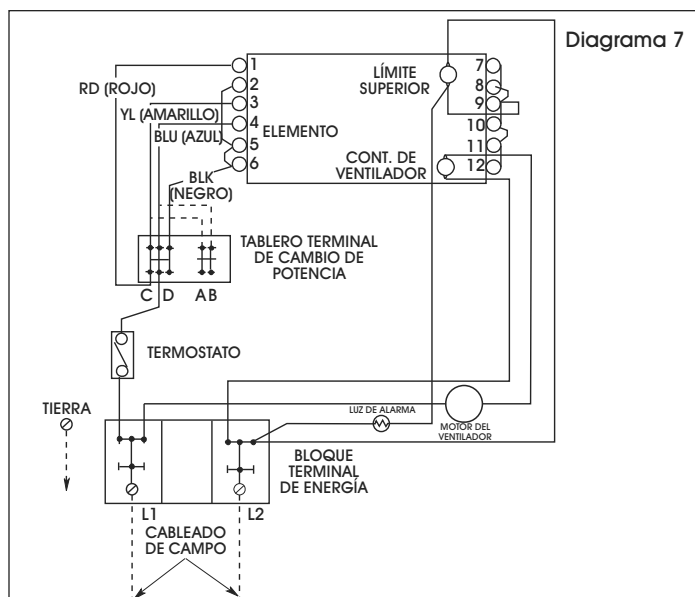 Diagrama 7
1
2
3
4
5
6
7
8
9
10
11
12
RD (ROJO)
YL (AMARILLO)
BLU (AZUL)
ELEMENTO
LÍMITE
SUPERIOR
CONT. DE
VENTILADOR
BLK
(NEGRO)
TABLERO TERMINAL
DE CAMBIO DE
POTENCIA
C D A B
TERMOSTATO
TIERRA
LUZ DE ALARMA
MOTOR DEL
VENTILADOR
BLOQUE
TERMINAL
DE ENERGÍA
L1 L2
CABLEADO
DE CAMPO